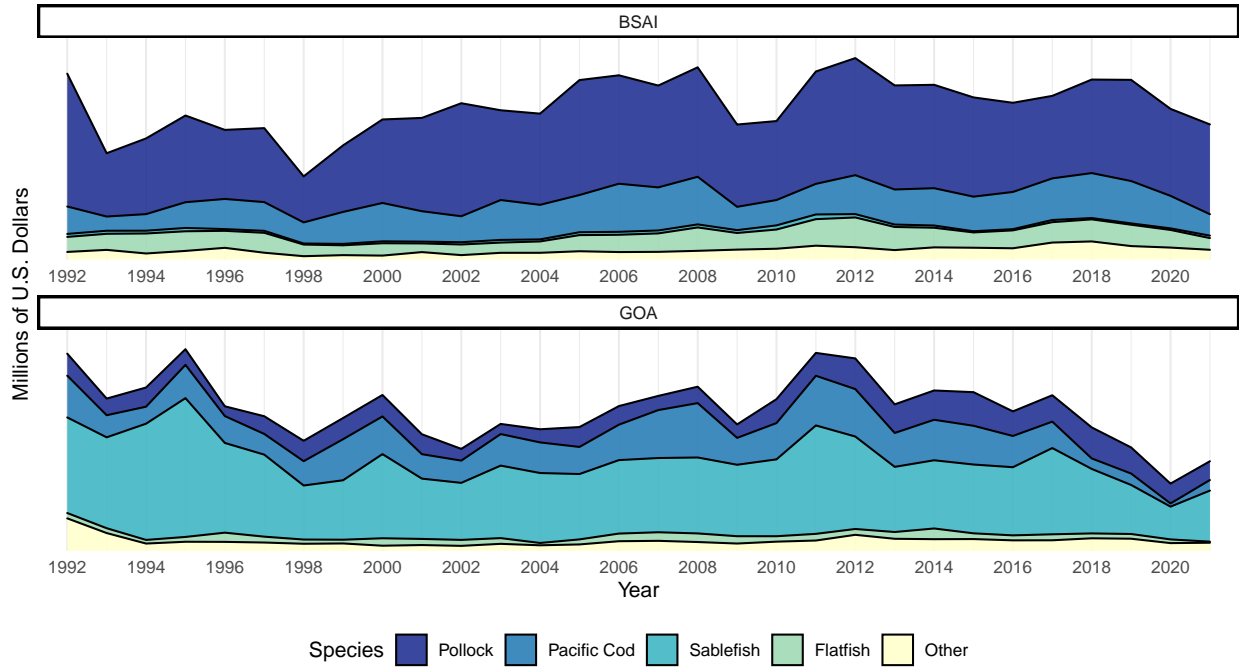 BSAI
1992 1994 1996 1998 2000 2002 2004 2006 2008 2010 2012 2014 2016 2018 2020
Millions of U.S. Dollars
GOA
1992 1994 1996 1998 2000 2002 2004 2006 2008 2010 2012 2014 2016 2018 2020
Year
Species Pollock Pacific Cod Sablefish Flatfish Other